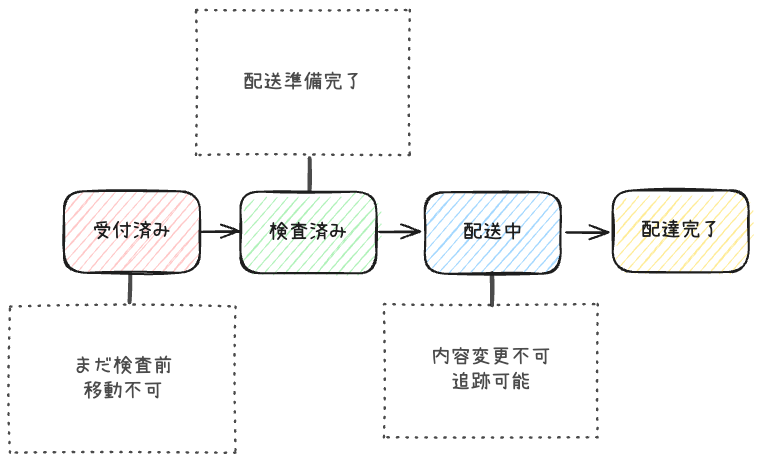 配送準備完了
受付済み
検査済み
配送中
配達完了
まだ検査前
移動不可
内容変更不可
追跡可能